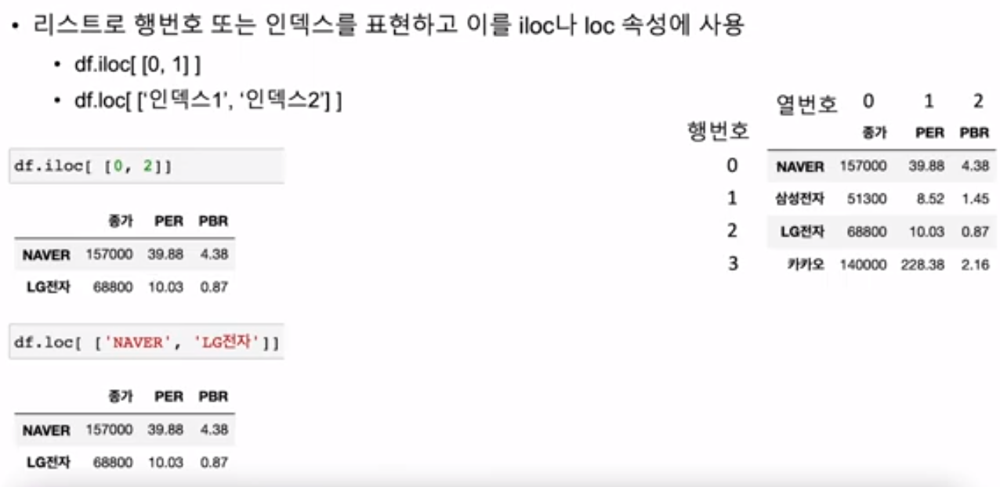 • 리스트로 행번호 또는 인덱스를 표현하고 이를 iloc나 loc 속성에 사용
• df.iloc[ [0, 1] ]
• df.loc[ ['인덱스1', ‘인덱스2’] ]
df.iloc[ [0, 2]]
종가 PER PBR
NAVER 157000 39.88 4.38
LG전자 68800 10.03 0.87
df.loc[ ['NAVER', 'LG전자']]
종가 PER PBR
NAVER 157000 39.88 4.38
LG전자 68800 10.03 0.87
열번호 0 1 2
행번호 종가 PER PBR
0 NAVER 157000 39.88 4.38
1 삼성전자 51300 8.52 1.45
2 LG전자 68800 10.03 0.87
3 카카오 140000 228.38 2.16